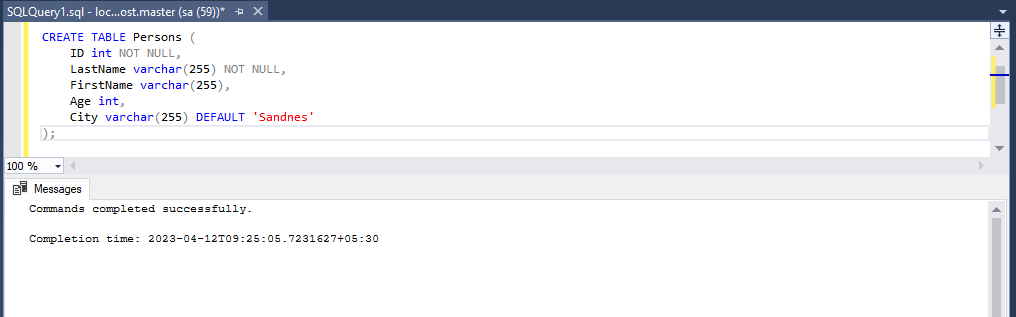 SQLQuery1.sql - loc...ost.master (sa (59))*
CREATE TABLE Persons (
    ID int NOT NULL,
    LastName varchar(255) NOT NULL,
    FirstName varchar(255),
    Age int,
    City varchar(255) DEFAULT 'Sandnes'
);
100 %
Messages
Commands completed successfully.
Completion time: 2023-04-12T09:25:05.7231627+05:30